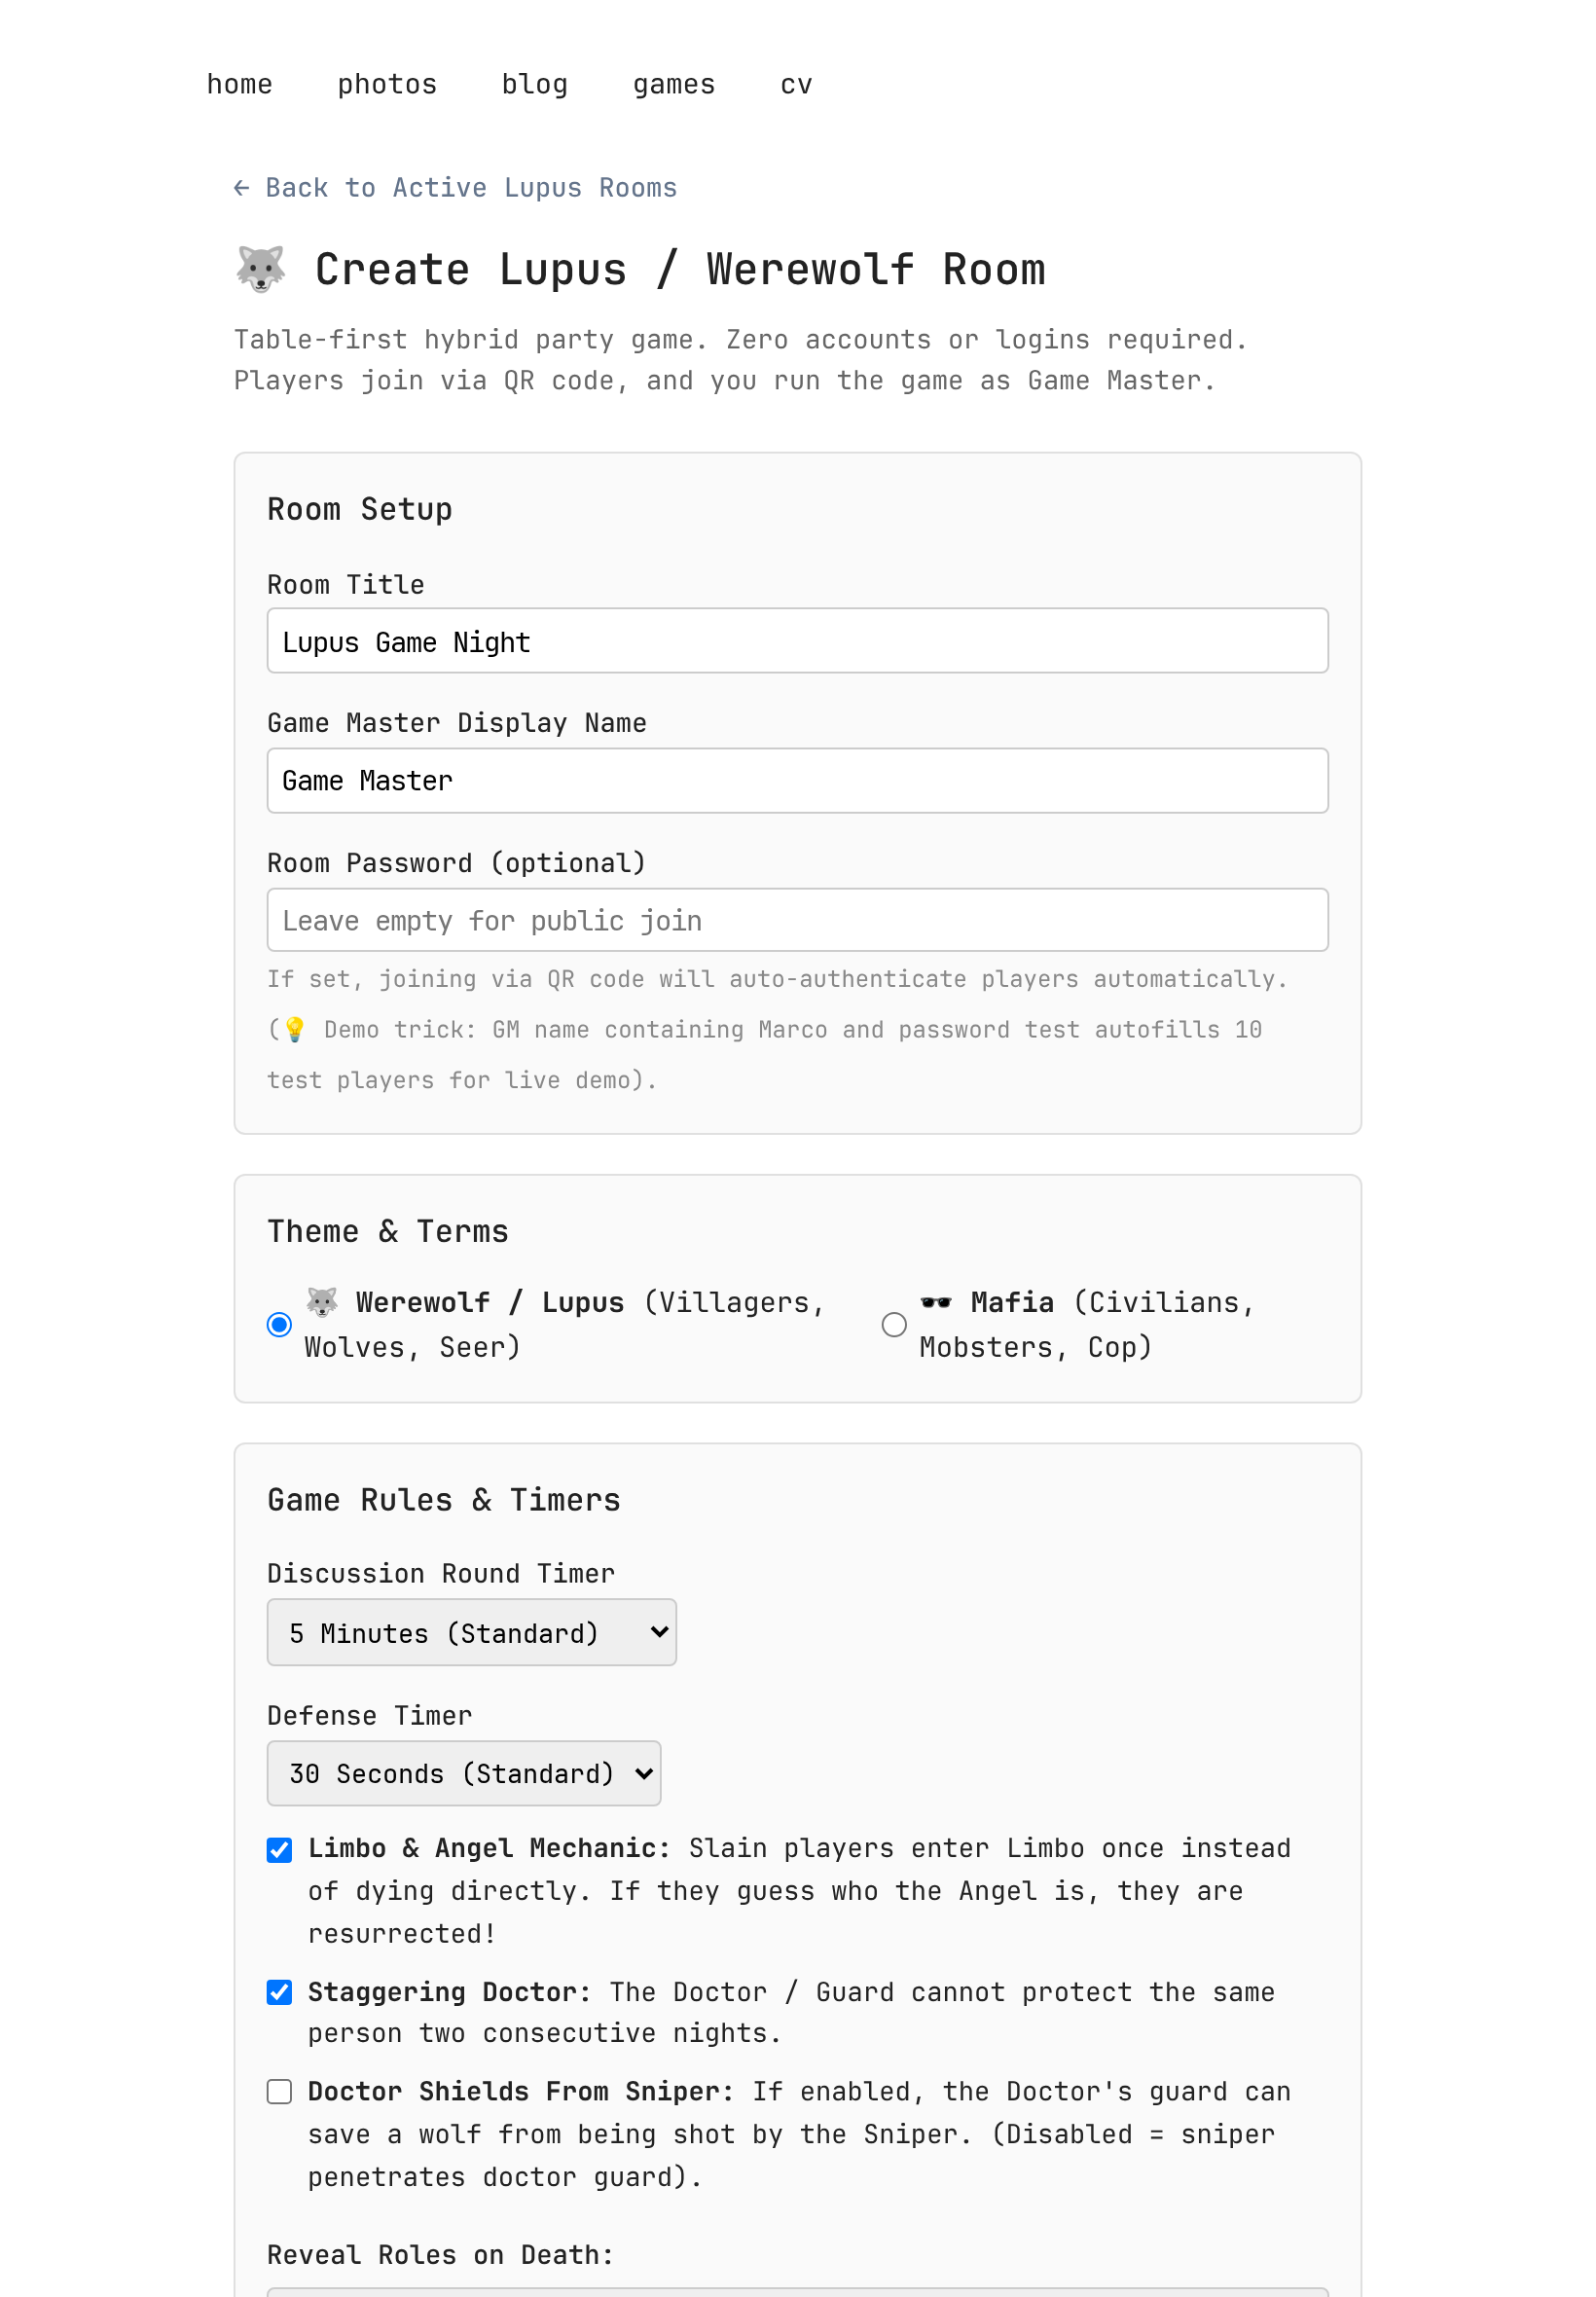 home photos blog games cv
← Back to Active Lupus Rooms
🐺 Create Lupus / Werewolf Room
Table-first hybrid party game. Zero accounts or logins required.
Players join via QR code, and you run the game as Game Master.
Room Setup
Room Title
Lupus Game Night
Game Master Display Name
Game Master
Room Password (optional)
Leave empty for public join
If set, joining via QR code will auto-authenticate players automatically.
(💡 Demo trick: GM name containing Marco and password test autofills 10
test players for live demo).
Theme & Terms
🐺 Werewolf / Lupus (Villagers,
Wolves, Seer)
🕶️ Mafia (Civilians,
Mobsters, Cop)
Game Rules & Timers
Discussion Round Timer
5 Minutes (Standard)
Defense Timer
30 Seconds (Standard)
Limbo & Angel Mechanic: Slain players enter Limbo once instead
of dying directly. If they guess who the Angel is, they are
resurrected!
Staggering Doctor: The Doctor / Guard cannot protect the same
person two consecutive nights.
Doctor Shields From Sniper: If enabled, the Doctor's guard can
save a wolf from being shot by the Sniper. (Disabled = sniper
penetrates doctor guard).
Reveal Roles on Death: